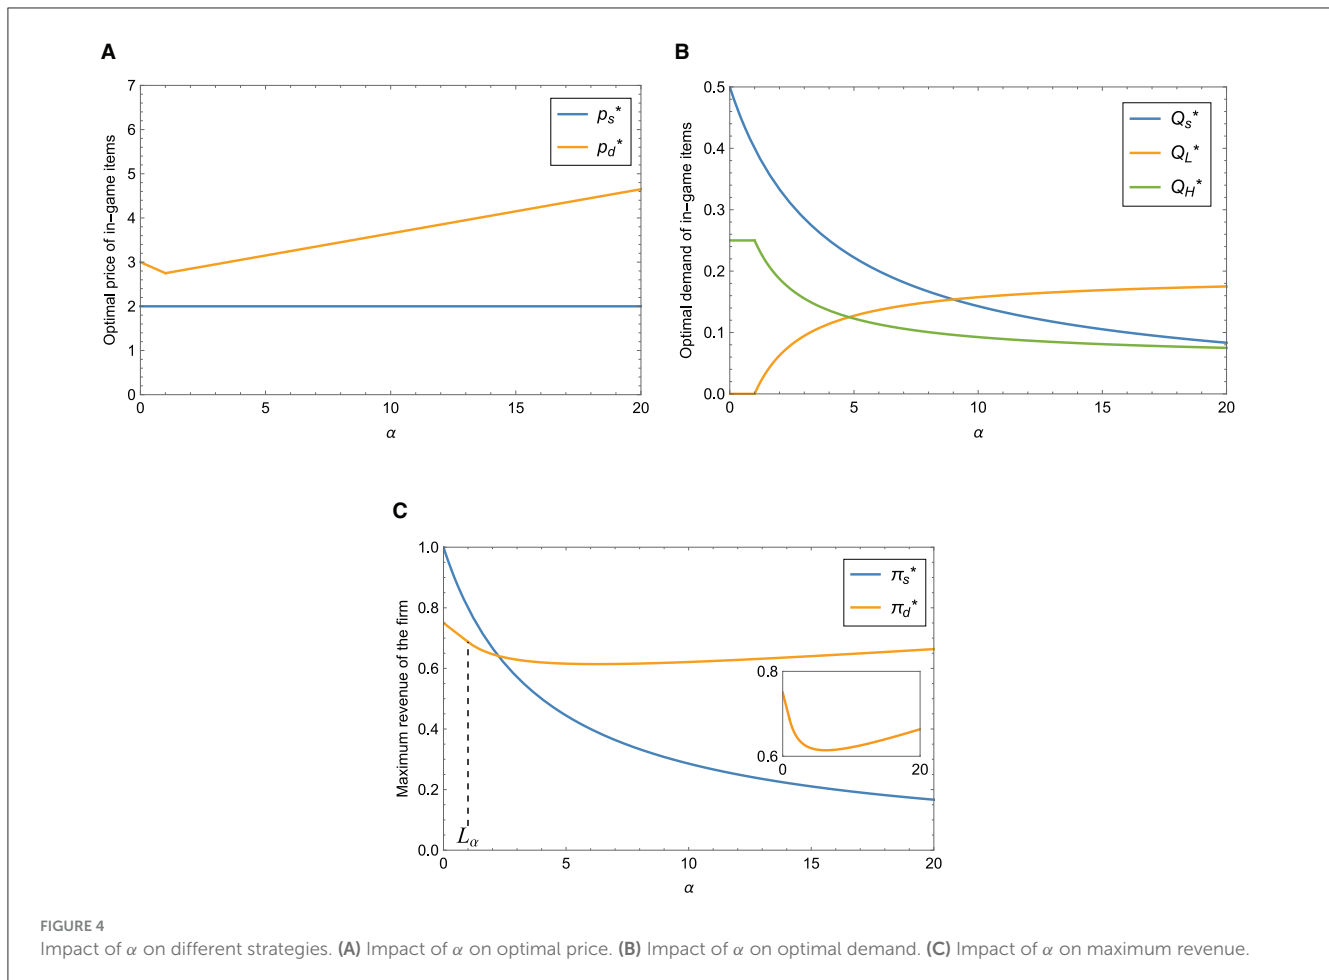 A
7
6
5
4
3
2
1
0
0
5
10
15
20
Optimal price of in-game items
α
p_s*
p_d*
B
0.5
0.4
0.3
0.2
0.1
0.0
0
5
10
15
20
Optimal demand of in-game items
α
Q_s*
Q_L*
Q_H*
C
1.0
0.8
0.6
0.4
0.2
0.0
0
5
10
15
20
Maximum revenue of the firm
α
π_s*
π_d*
0.8
0.6
0
20
L_α
FIGURE 4
Impact of α on different strategies. (A) Impact of α on optimal price. (B) Impact of α on optimal demand. (C) Impact of α on maximum revenue.